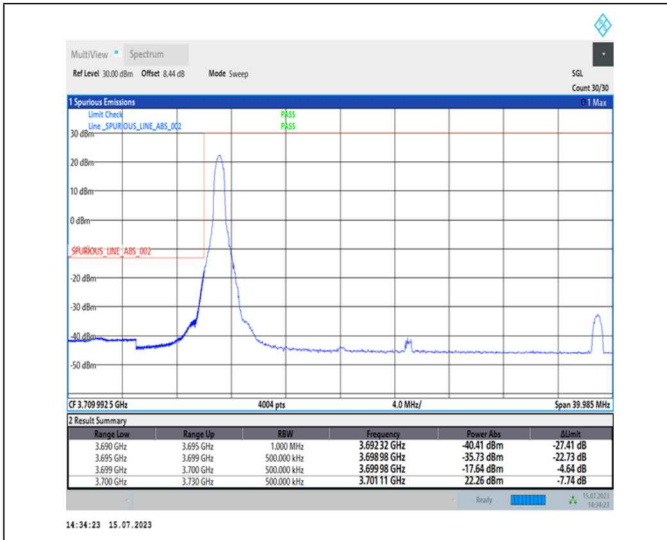 MultiView Spectrum
Ref Level 30.00 dBm Offset 8.44 dB Mode Sweep SGL
Count 30/30
1 Spurious Emissions 1 Max
Limit Check PASS
Line _SPURIOUS_LINE_ABS_002 PASS
30 dBm
20 dBm
10 dBm
0 dBm
_SPURIOUS_LINE_ABS_002
-20 dBm
-30 dBm
-40 dBm
-50 dBm
CF 3.709 992 5 GHz 4004 pts 4.0 MHz/ Span 39.985 MHz
2 Result Summary
Range Low Range Up RBW Frequency Power Abs ΔLimit
3.690 GHz 3.695 GHz 1.000 MHz 3.692 32 GHz -40.41 dBm -27.41 dB
3.695 GHz 3.699 GHz 500.000 kHz 3.698 98 GHz -35.73 dBm -22.73 dB
3.699 GHz 3.700 GHz 500.000 kHz 3.699 98 GHz -17.64 dBm -4.64 dB
3.700 GHz 3.730 GHz 500.000 kHz 3.701 11 GHz 22.26 dBm -7.74 dB
Ready 15.07.2023
14:34:23
14:34:23 15.07.2023